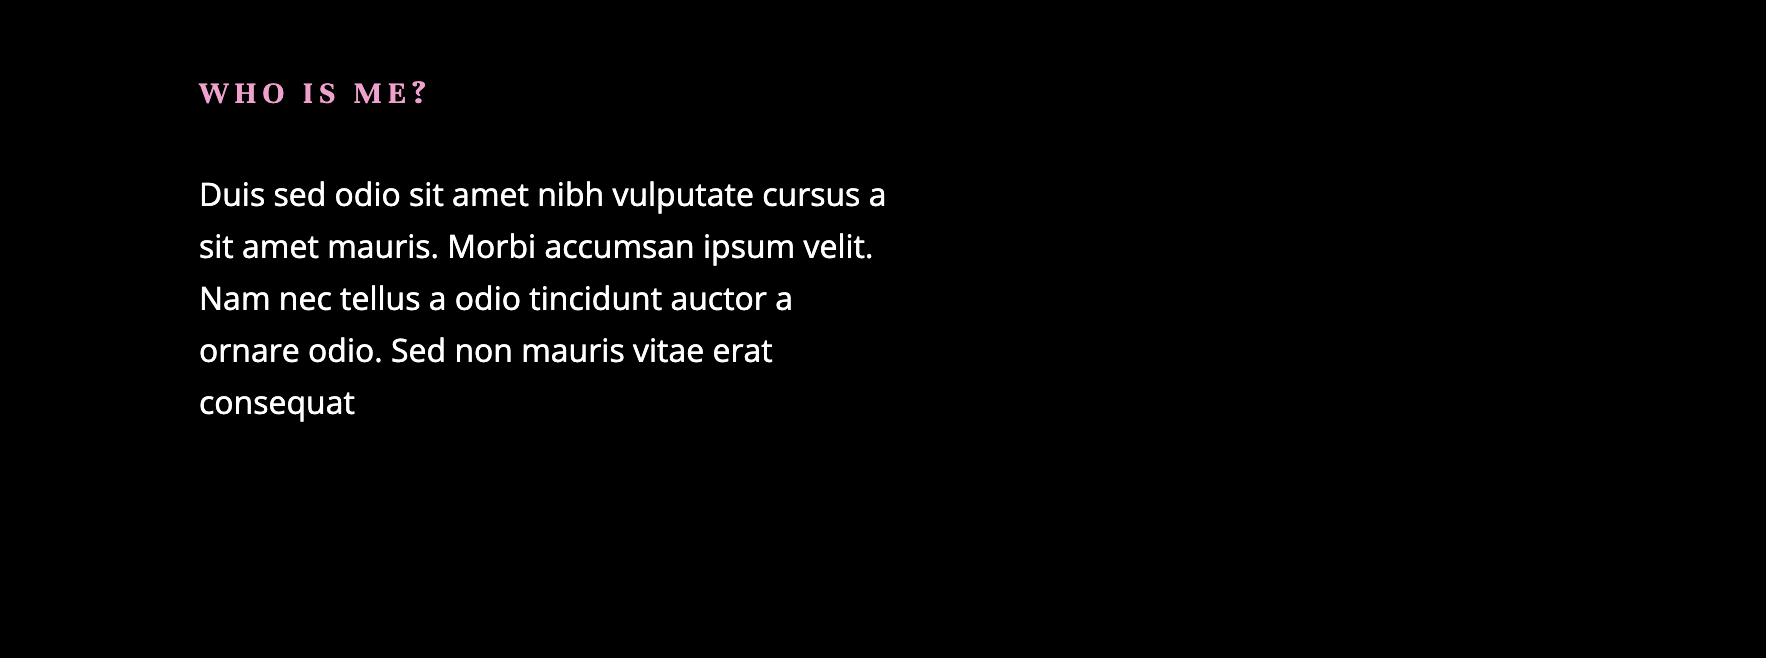 WHO IS ME?
Duis sed odio sit amet nibh vulputate cursus a
sit amet mauris. Morbi accumsan ipsum velit.
Nam nec tellus a odio tincidunt auctor a
ornare odio. Sed non mauris vitae erat
consequat